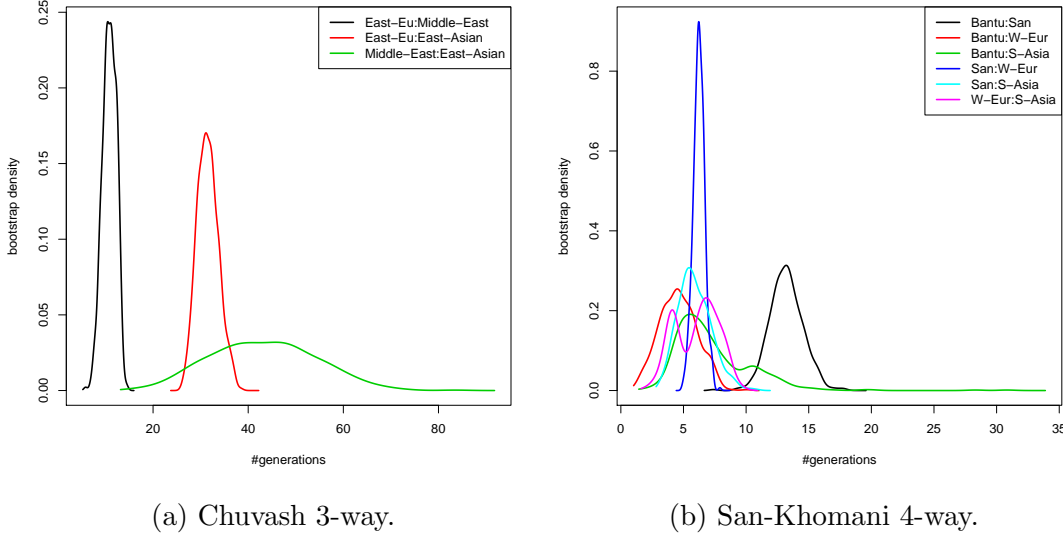 East−Eu:Middle−East
East−Eu:East−Asian
Middle−East:East−Asian
bootstrap density
0.00
0.05
0.10
0.15
0.20
0.25
20
40
60
80
#generations
(a) Chuvash 3-way.
Bantu:San
Bantu:W−Eur
Bantu:S−Asia
San:W−Eur
San:S−Asia
W−Eur:S−Asia
bootstrap density
0.0
0.2
0.4
0.6
0.8
0
5
10
15
20
25
30
35
#generations
(b) San-Khomani 4-way.